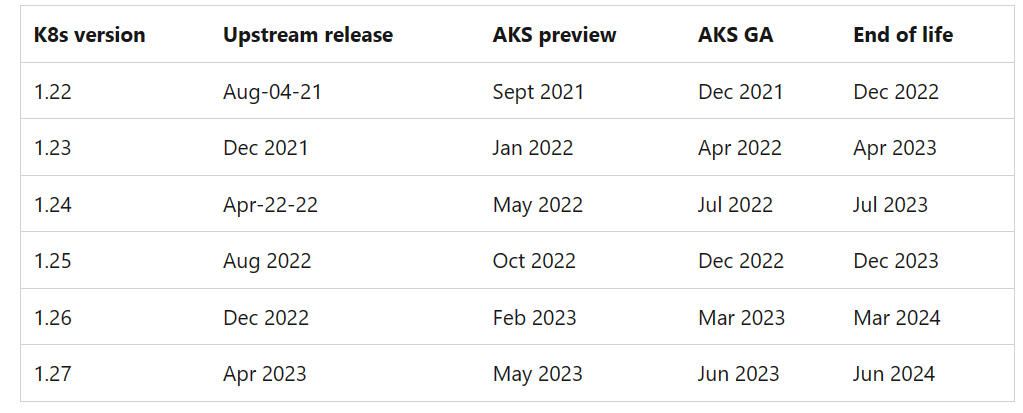 K8s version Upstream release AKS preview AKS GA End of life
1.22 Aug-04-21 Sept 2021 Dec 2021 Dec 2022
1.23 Dec 2021 Jan 2022 Apr 2022 Apr 2023
1.24 Apr-22-22 May 2022 Jul 2022 Jul 2023
1.25 Aug 2022 Oct 2022 Dec 2022 Dec 2023
1.26 Dec 2022 Feb 2023 Mar 2023 Mar 2024
1.27 Apr 2023 May 2023 Jun 2023 Jun 2024